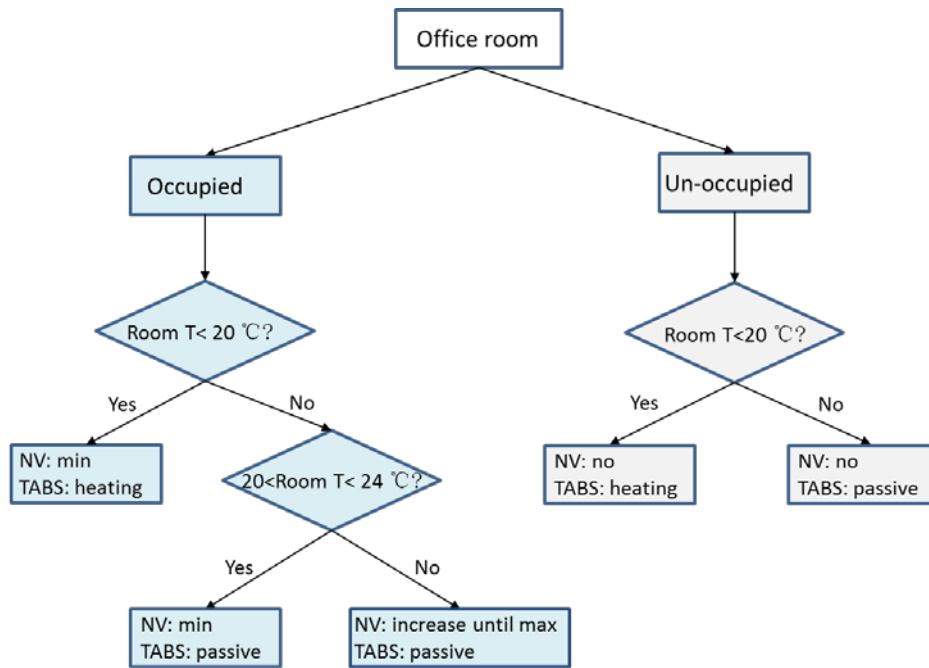 Office room
Occupied
Un-occupied
Room T< 20 ℃?
Room T<20 ℃?
Yes
No
Yes
No
NV: min
TABS: heating
20<Room T< 24 ℃?
NV: no
TABS: heating
NV: no
TABS: passive
Yes
No
NV: min
TABS: passive
NV: increase until max
TABS: passive